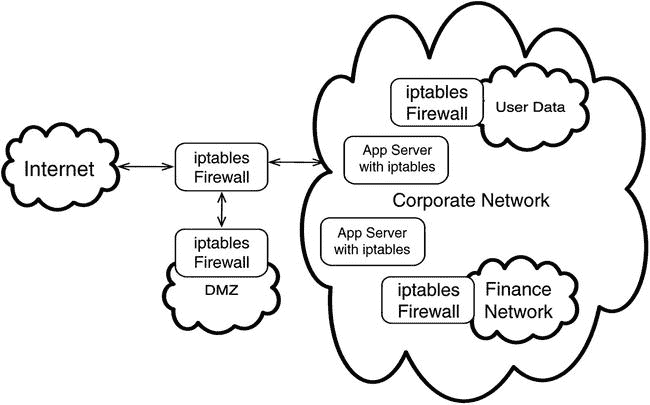 Internet
iptables
Firewall
iptables
Firewall
DMZ
iptables
Firewall
User Data
App Server
with iptables
Corporate Network
App Server
with iptables
iptables
Firewall
Finance
Network